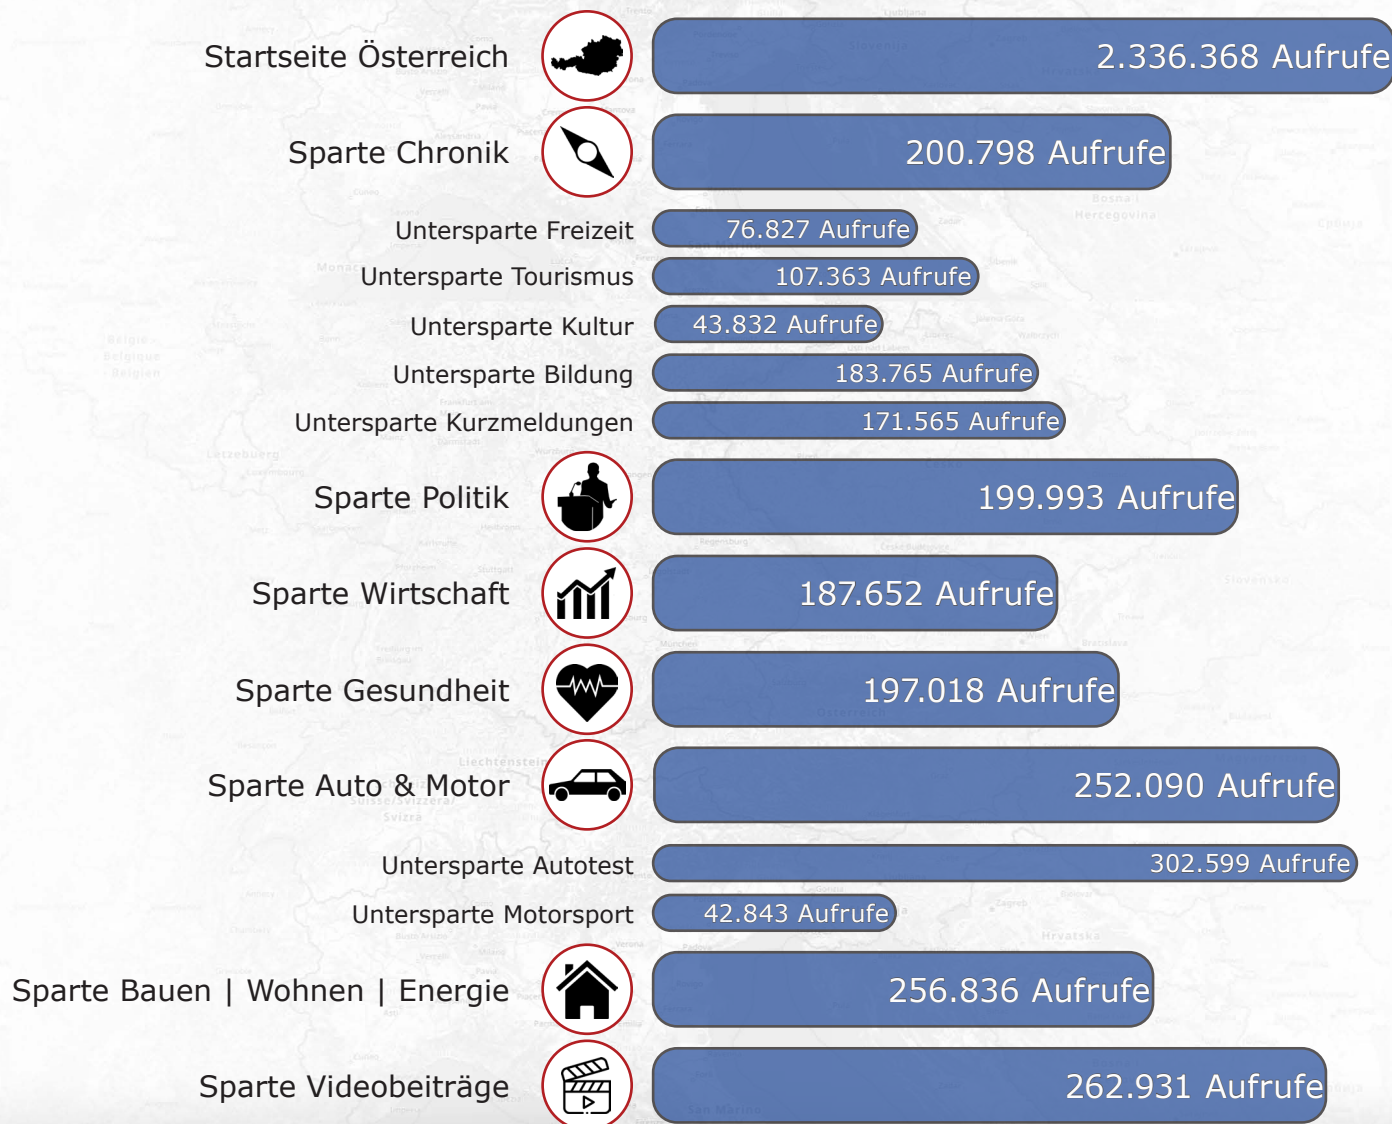 Startseite Österreich 2.336.368 Aufrufe
Sparte Chronik 200.798 Aufrufe
Untersparte Freizeit 76.827 Aufrufe
Untersparte Tourismus 107.363 Aufrufe
Untersparte Kultur 43.832 Aufrufe
Untersparte Bildung 183.765 Aufrufe
Untersparte Kurzmeldungen 171.565 Aufrufe
Sparte Politik 199.993 Aufrufe
Sparte Wirtschaft 187.652 Aufrufe
Sparte Gesundheit 197.018 Aufrufe
Sparte Auto & Motor 252.090 Aufrufe
Untersparte Autotest 302.599 Aufrufe
Untersparte Motorsport 42.843 Aufrufe
Sparte Bauen | Wohnen | Energie 256.836 Aufrufe
Sparte Videobeiträge 262.931 Aufrufe